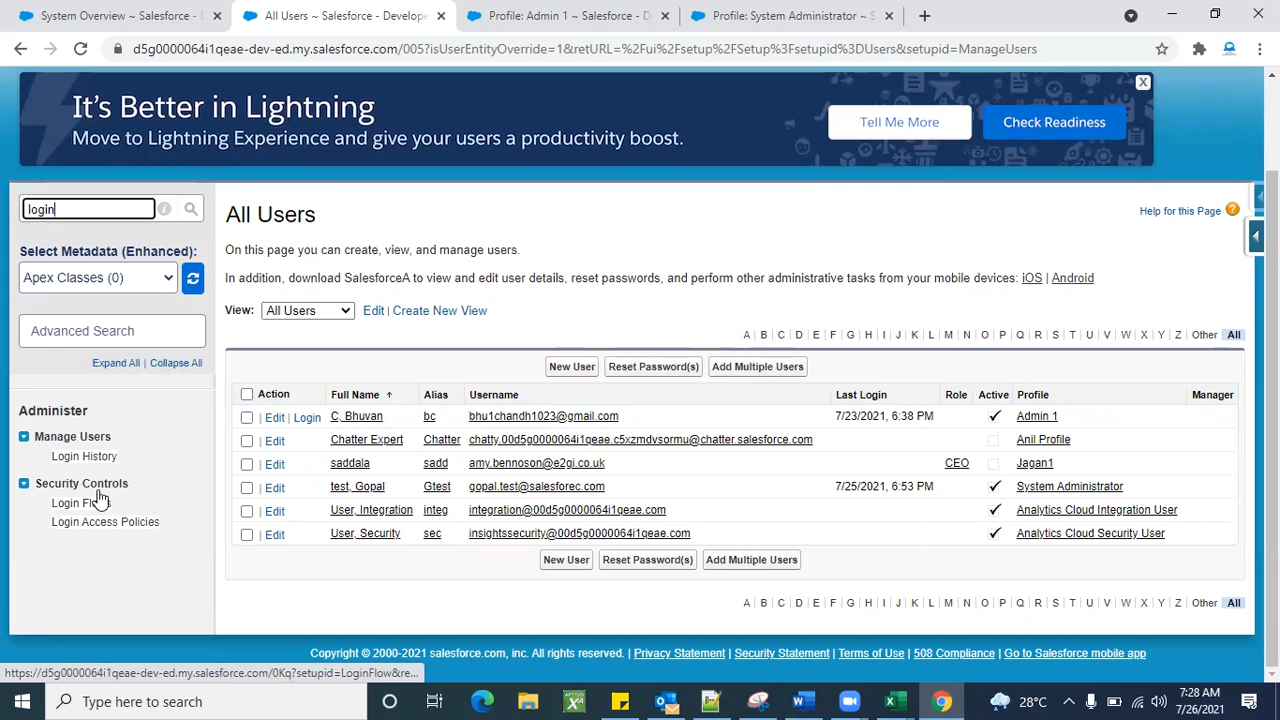 System Overview ~ Salesforce - D
All Users ~ Salesforce - Develope
Profile: Admin 1 ~ Salesforce - De
Profile: System Administrator ~ S
d5g0000064i1qeae-dev-ed.my.salesforce.com/005?isUserEntityOverride=1&retURL=%2Fui%2Fsetup%2FSetup%3Fsetupid%3DUsers&setupid=ManageUsers
It's Better in Lightning
Move to Lightning Experience and give your users a productivity boost.
Tell Me More
Check Readiness
X
login
Select Metadata (Enhanced):
Apex Classes (0)
Advanced Search
Expand All | Collapse All
Administer
Manage Users
Login History
Security Controls
Login Access Policies
All Users
Help for this Page ?
On this page you can create, view, and manage users.
In addition, download SalesforceA to view and edit user details, reset passwords, and perform other administrative tasks from your mobile devices: iOS | Android
View: All Users Edit | Create New View
A B C D E F G H I J K L M N O P Q R S T U V W X Y Z Other All
New User Reset Password(s) Add Multiple Users
Action Full Name Alias Username Last Login Role Active Profile Manager
| Edit | Login C, Bhuvan bc bhu1chandh1023@gmail.com 7/23/2021, 6:38 PM Admin 1
| Edit Chatter Expert Chatter chatty.00d5g0000064i1qeae.c5xzmdvsormu@chatter.salesforce.com Anil Profile
| Edit saddala sadd amy.bennoson@e2gi.co.uk CEO Jagan1
| Edit test, Gopal Gtest gopal.test@salesforec.com 7/25/2021, 6:53 PM System Administrator
| Edit User, Integration integ integration@00d5g0000064i1qeae.com Analytics Cloud Integration User
| Edit User, Security sec insightssecurity@00d5g0000064i1qeae.com Analytics Cloud Security User
New User Reset Password(s) Add Multiple Users
A B C D E F G H I J K L M N O P Q R S T U V W X Y Z Other All
Copyright © 2000-2021 salesforce.com, inc. All rights reserved. | Privacy Statement | Security Statement | Terms of Use | 508 Compliance | Go to Salesforce mobile app
https://d5g0000064i1qeae-dev-ed.my.salesforce.com/0Kq?setupid=LoginFlow&re...
Type here to search
28°C
7:28 AM
7/26/2021